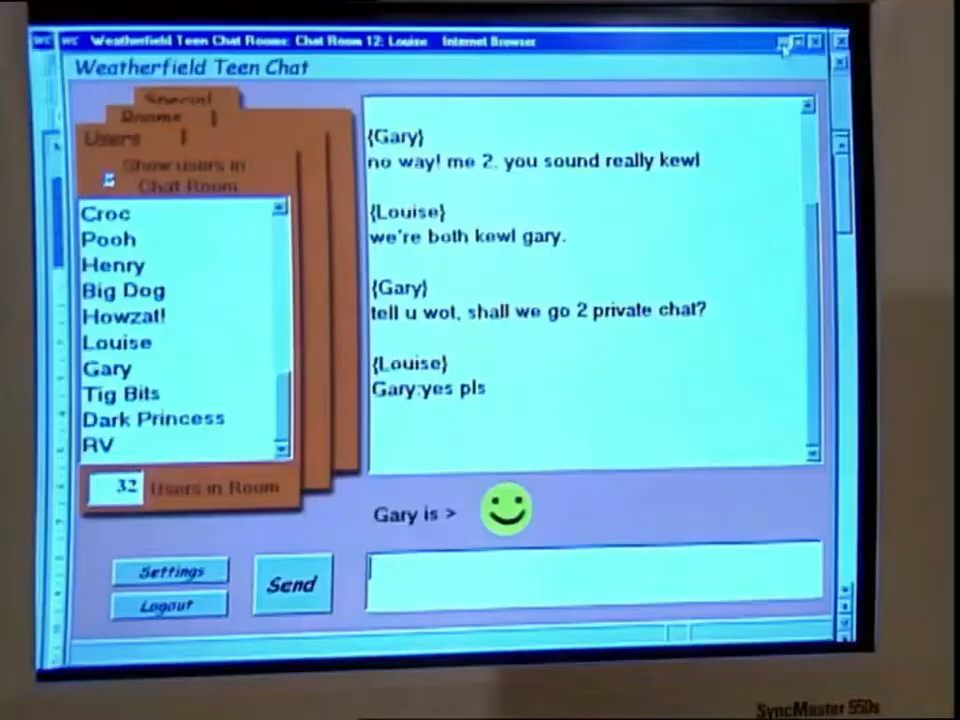 Weatherfield Teen Chat Rooms: Chat Room 12: Louise Internet Browser
Weatherfield Teen Chat
Special
Rooms
Users
Show users in
Chat Room
Croc
Pooh
Henry
Big Dog
Howzat!
Louise
Gary
Tig Bits
Dark Princess
RV
32 Users in Room
Settings
Logout
Send
{Gary}
no way! me 2. you sound really kewl
{Louise}
we're both kewl gary.
{Gary}
tell u wot, shall we go 2 private chat?
{Louise}
Gary:yes pls
Gary is >
SyncMaster 550s